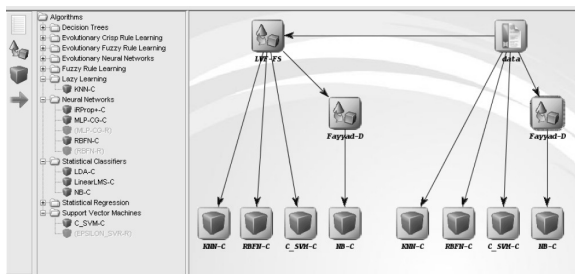 Algorithms
Decision Trees
Evolutionary Crisp Rule Learning
Evolutionary Fuzzy Rule Learning
Evolutionary Neural Networks
Fuzzy Rule Learning
Lazy Learning
KNN-C
Neural Networks
iRProp+-C
MLP-CG-C
(MLP-CG-R)
RBFN-C
(RBFN-R)
Statistical Classifiers
LDA-C
LinearLMS-C
NB-C
Statistical Regression
Support Vector Machines
C_SVM-C
(EPSILON_SVR-R)
LVF-FS
data
Fayyad-D
Fayyad-D
KNN-C RBFN-C C_SVM-C NB-C KNN-C RBFN-C C_SVM-C NB-C